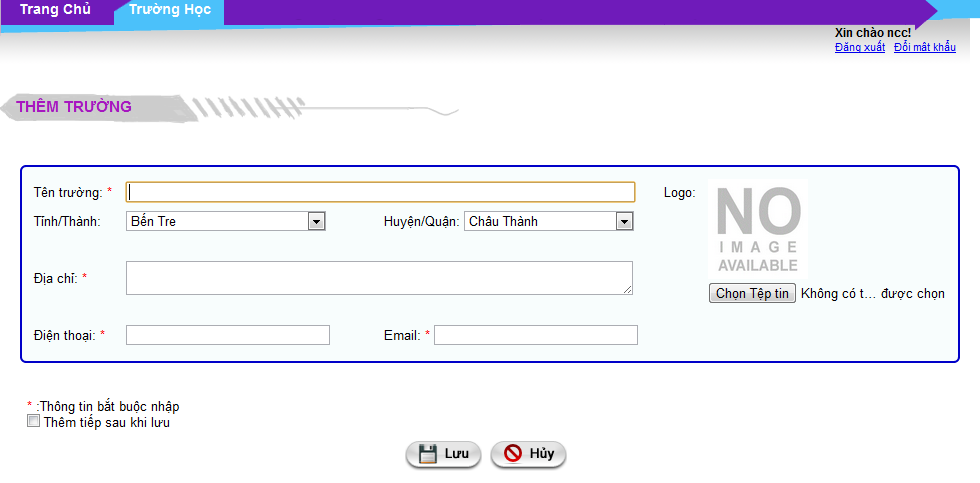 Trang Chủ Trường Học
Xin chào ncc!
Đăng xuất Đổi mật khẩu
THÊM TRƯỜNG
Tên trường: * Logo:
Tỉnh/Thành: Bến Tre Huyện/Quận: Châu Thành
NO
IMAGE
AVAILABLE
Địa chỉ: *
Chọn Tệp tin Không có t... được chọn
Điện thoại: * Email: *
* :Thông tin bắt buộc nhập
Thêm tiếp sau khi lưu
Lưu Hủy